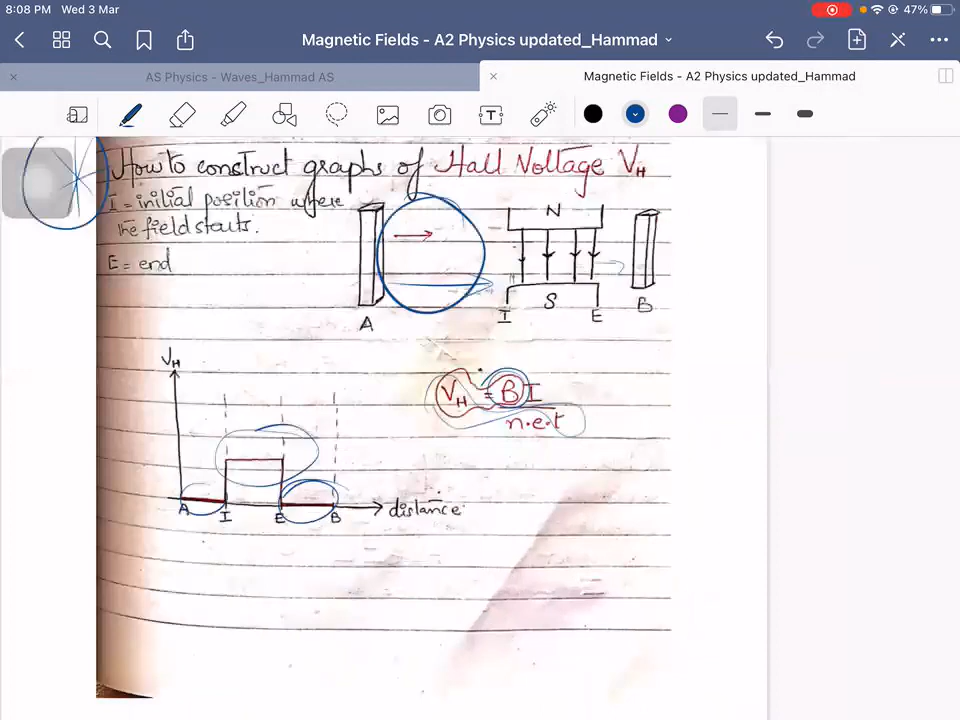 8:08 PM Wed 3 Mar
47%
Magnetic Fields - A2 Physics updated_Hammad
AS Physics - Waves_Hammad AS
Magnetic Fields - A2 Physics updated_Hammad
How to construct graphs of Hall Voltage VH
I = initial position where
the field starts.
E = end
N
S
I
E
A
B
VH
VH = BI
n.e.t
A I E B
distance